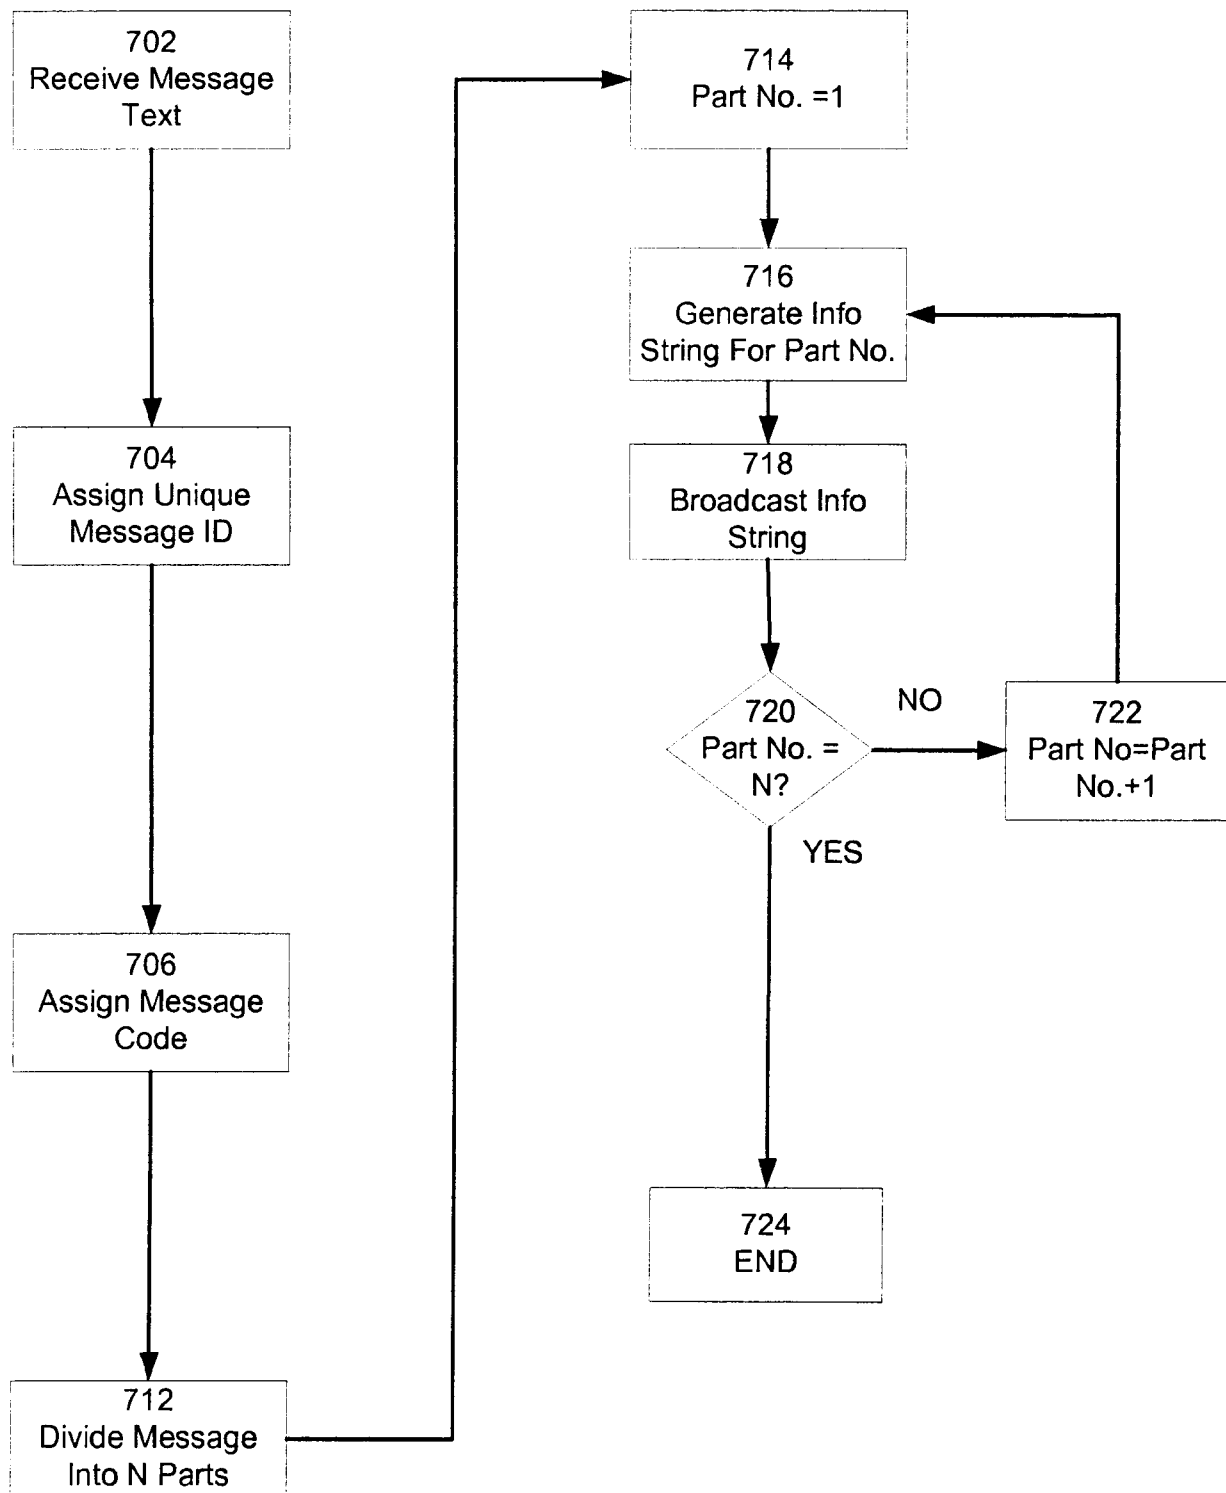 702
Receive Message
Text
704
Assign Unique
Message ID
706
Assign Message
Code
712
Divide Message
Into N Parts
714
Part No. =1
716
Generate Info
String For Part No.
718
Broadcast Info
String
720
Part No. =
N?
NO
722
Part No=Part
No.+1
YES
724
END